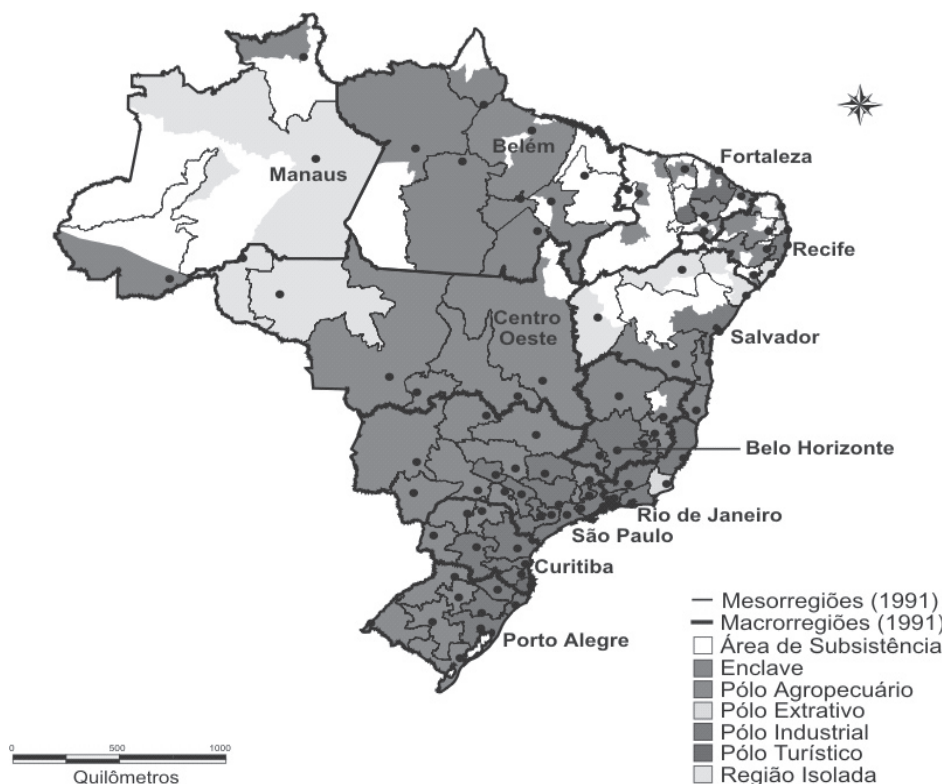 Belém
Fortaleza
Manaus
Recife
Centro
Oeste
Salvador
Belo Horizonte
Rio de Janeiro
São Paulo
Curitiba
Porto Alegre
Mesorregiões (1991)
Macrorregiões (1991)
Área de Subsistência
Enclave
Pólo Agropecuário
Pólo Extrativo
Pólo Industrial
Pólo Turístico
Região Isolada
0 500 1000
Quilômetros